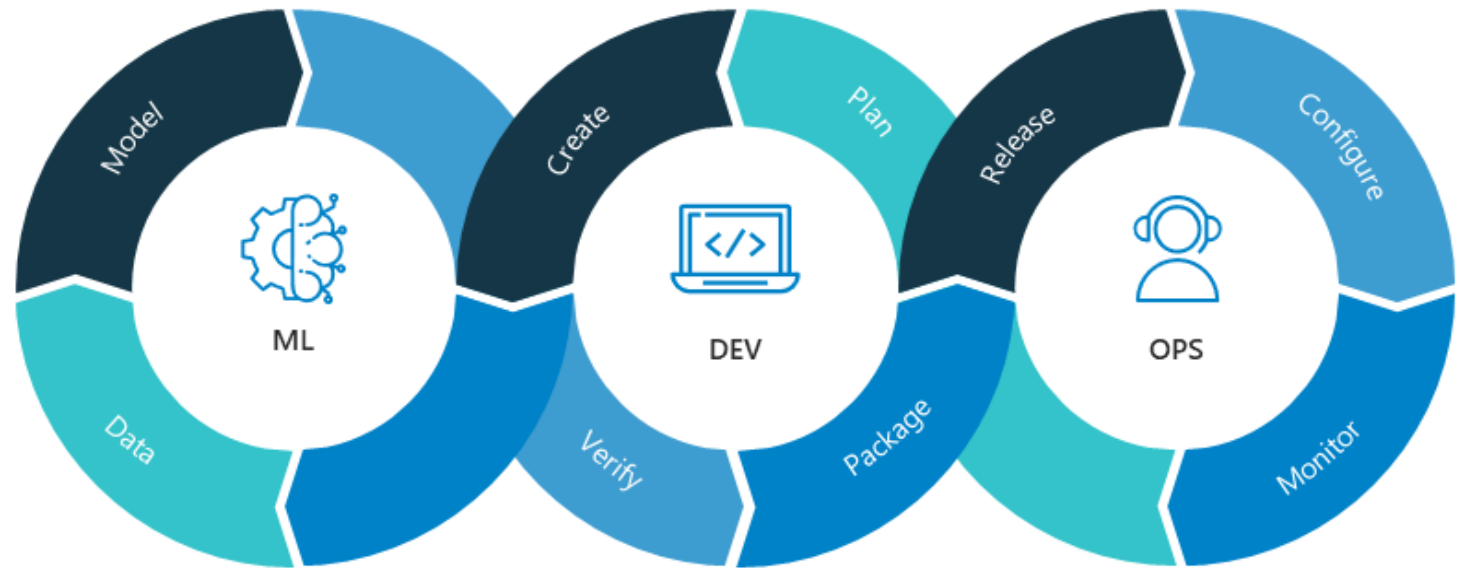 Model
Data
ML
Create
Plan
Verify
Package
DEV
Release
Configure
Monitor
OPS